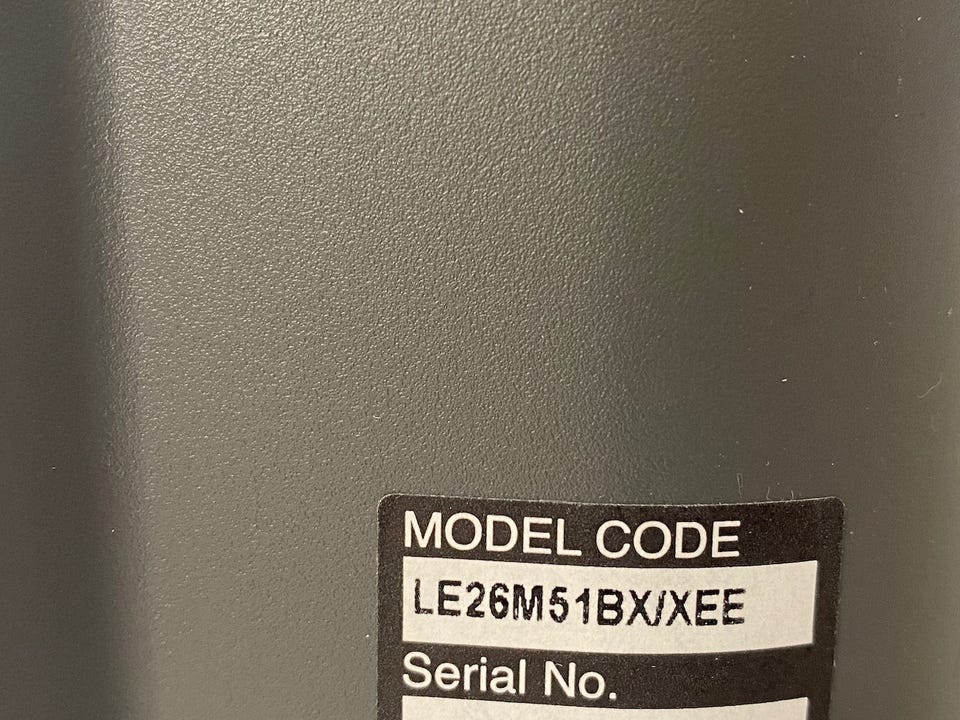 MODEL CODE
LE26M51BX/XEE
Serial No.